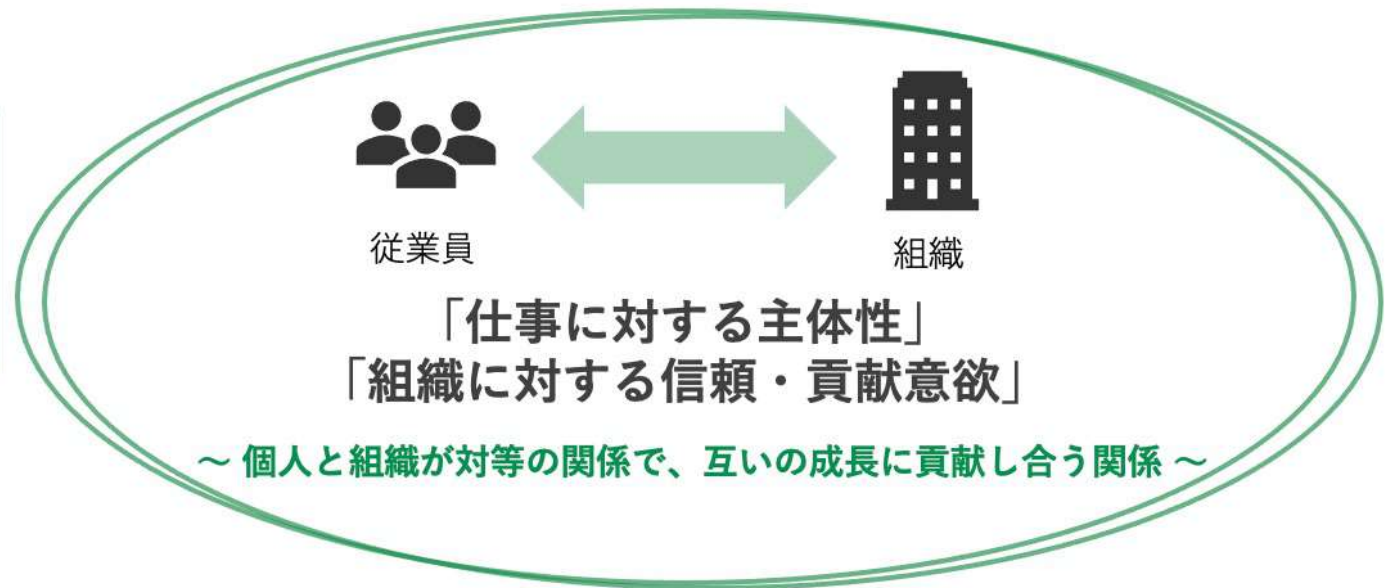 従業員
組織
「仕事に対する主体性」
「組織に対する信頼・貢献意欲」
～ 個人と組織が対等の関係で、互いの成長に貢献し合う関係 ～